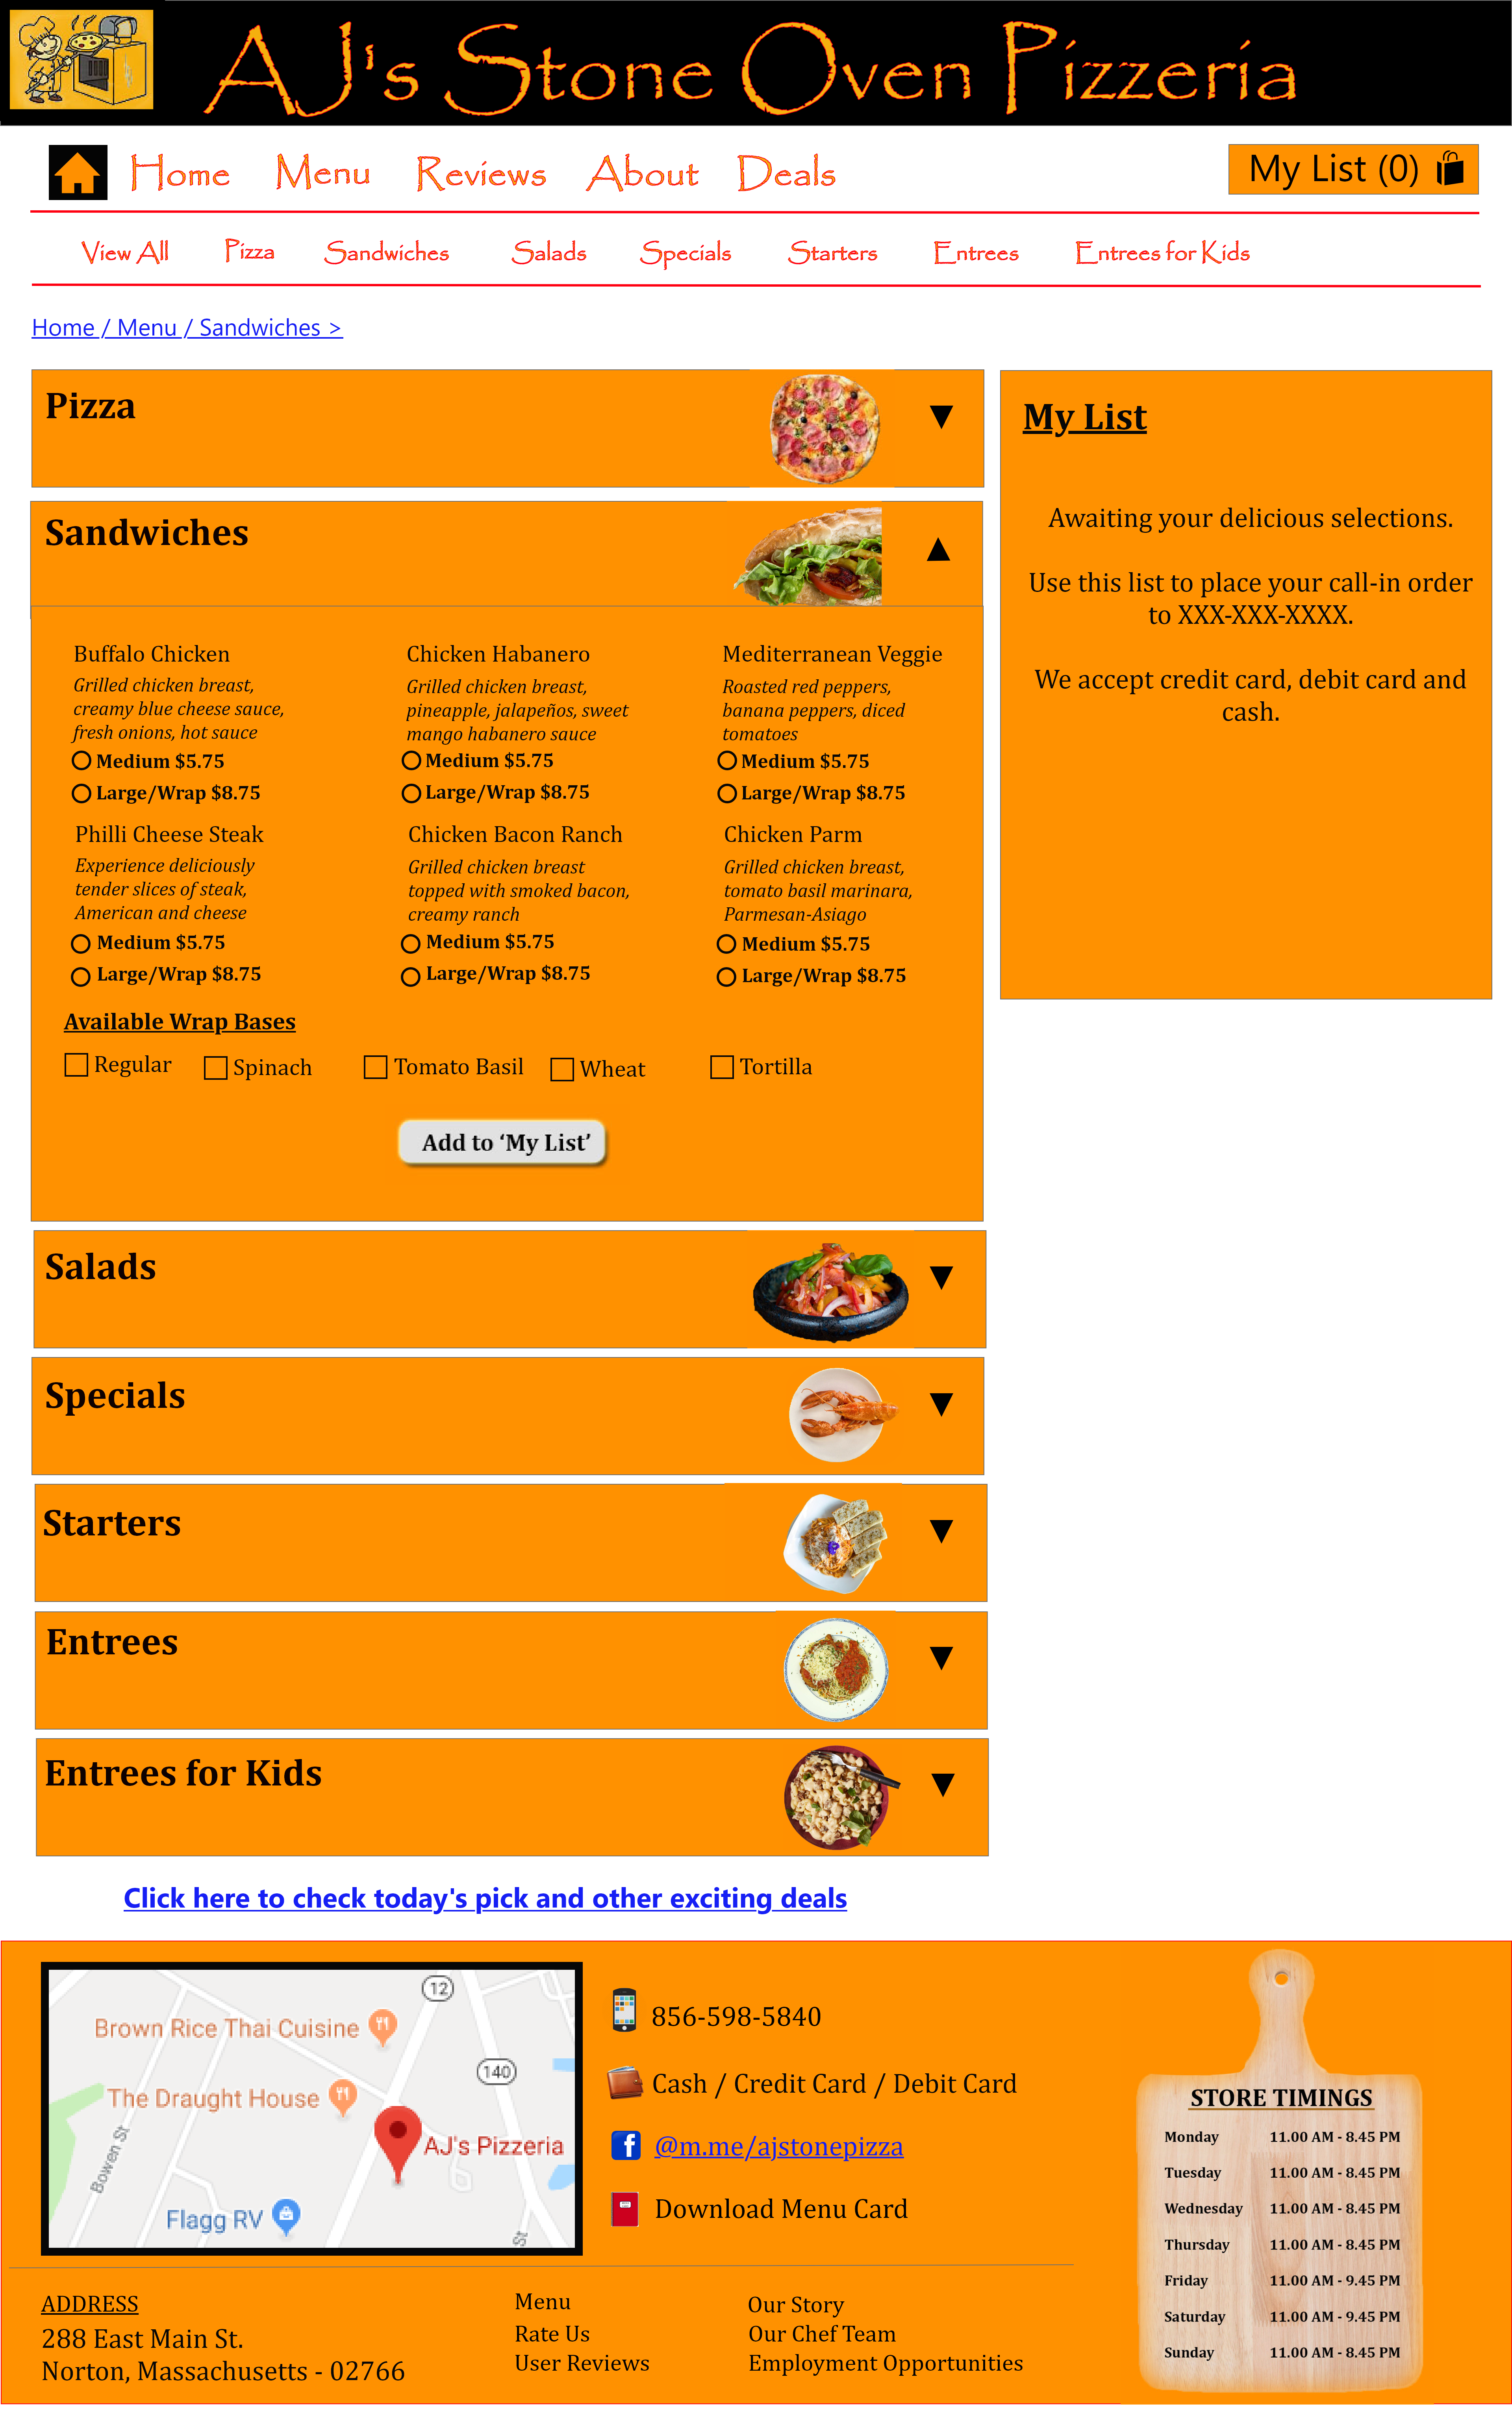 AJ's Stone Oven Pizzeria
Home Menu Reviews About Deals
My List (0)
View All Pizza Sandwiches Salads Specials Starters Entrees Entrees for Kids
Home / Menu / Sandwiches >
Pizza
Sandwiches
Buffalo Chicken
Grilled chicken breast,
creamy blue cheese sauce,
fresh onions, hot sauce
Medium $5.75
Large/Wrap $8.75
Chicken Habanero
Grilled chicken breast,
pineapple, jalapeños, sweet
mango habanero sauce
Medium $5.75
Large/Wrap $8.75
Mediterranean Veggie
Roasted red peppers,
banana peppers, diced
tomatoes
Medium $5.75
Large/Wrap $8.75
Philli Cheese Steak
Experience deliciously
tender slices of steak,
American and cheese
Medium $5.75
Large/Wrap $8.75
Chicken Bacon Ranch
Grilled chicken breast
topped with smoked bacon,
creamy ranch
Medium $5.75
Large/Wrap $8.75
Chicken Parm
Grilled chicken breast,
tomato basil marinara,
Parmesan-Asiago
Medium $5.75
Large/Wrap $8.75
Available Wrap Bases
Regular Spinach Tomato Basil Wheat Tortilla
Add to ‘My List’
My List
Awaiting your delicious selections.
Use this list to place your call-in order
to XXX-XXX-XXXX.
We accept credit card, debit card and
cash.
Salads
Specials
Starters
Entrees
Entrees for Kids
Click here to check today's pick and other exciting deals
12
Brown Rice Thai Cuisine
140
The Draught House
AJ's Pizzeria
Bowen St
Flagg RV
St
856-598-5840
Cash / Credit Card / Debit Card
@m.me/ajstonepizza
Download Menu Card
STORE TIMINGS
Monday 11.00 AM - 8.45 PM
Tuesday 11.00 AM - 8.45 PM
Wednesday 11.00 AM - 8.45 PM
Thursday 11.00 AM - 8.45 PM
Friday 11.00 AM - 9.45 PM
Saturday 11.00 AM - 9.45 PM
Sunday 11.00 AM - 8.45 PM
ADDRESS
288 East Main St.
Norton, Massachusetts - 02766
Menu
Rate Us
User Reviews
Our Story
Our Chef Team
Employment Opportunities